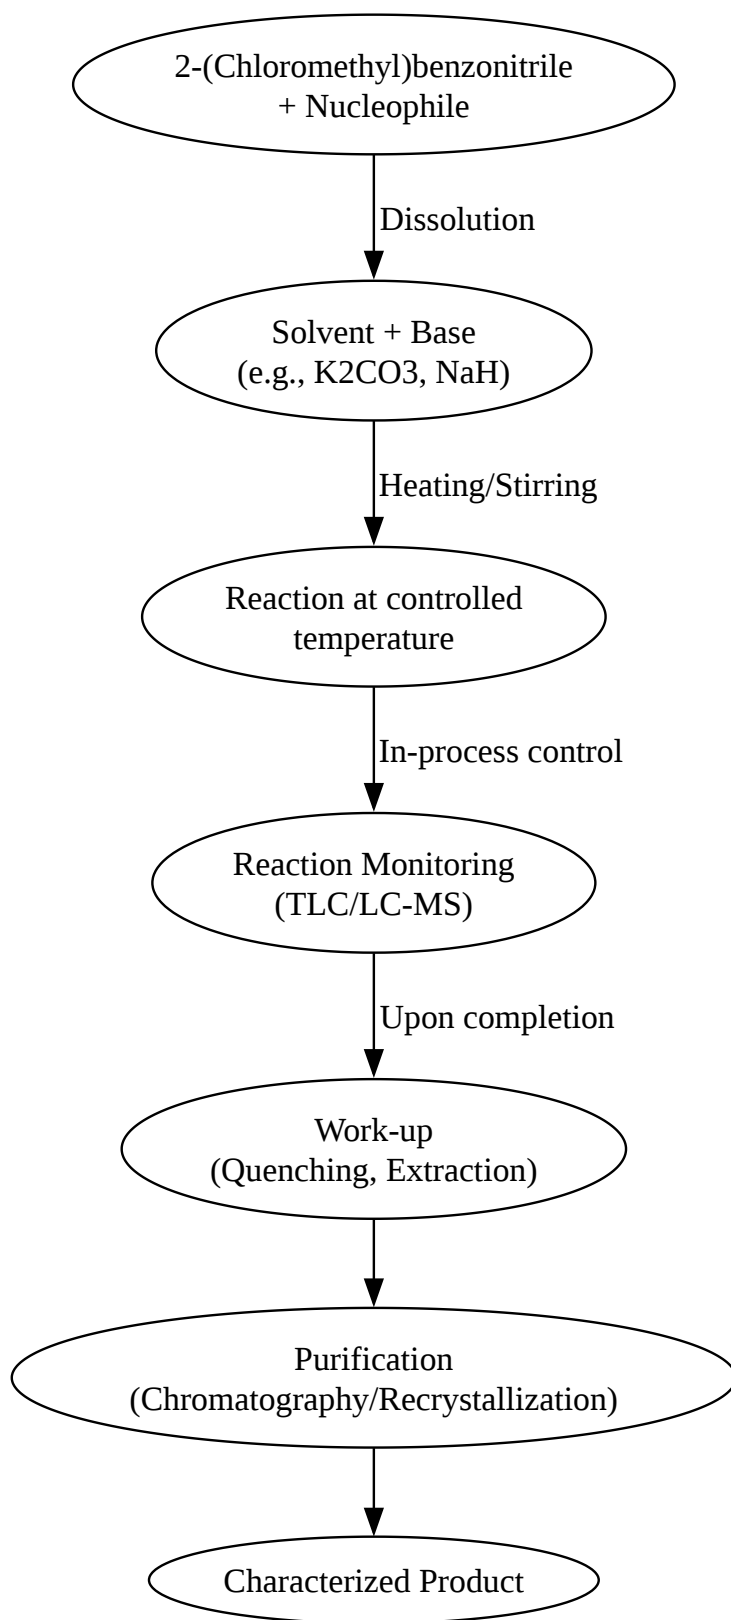 2-(Chloromethyl)benzonitrile
+ Nucleophile
Dissolution
Solvent + Base
(e.g., K2CO3, NaH)
Heating/Stirring
Reaction at controlled
temperature
In-process control
Reaction Monitoring
(TLC/LC-MS)
Upon completion
Work-up
(Quenching, Extraction)
Purification
(Chromatography/Recrystallization)
Characterized Product